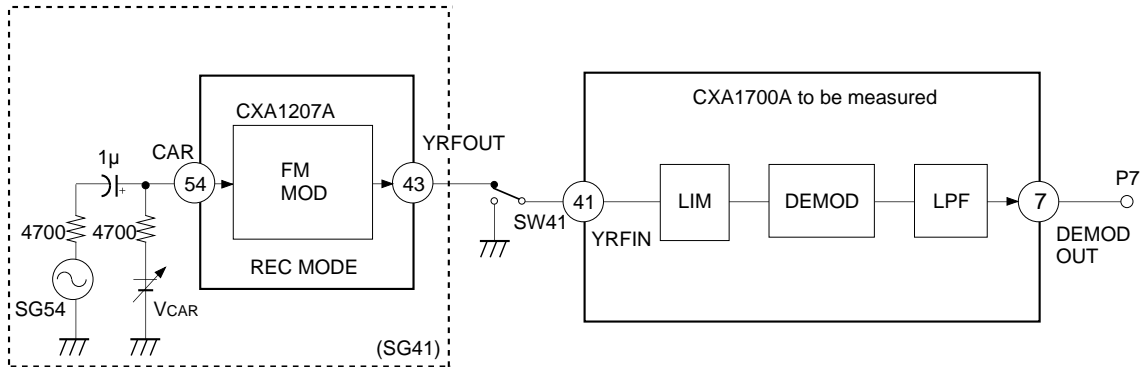 CXA1207A
CXA1700A to be measured
1µ
CAR
YRFOUT
P7
54
FM
MOD
43
41
LIM
DEMOD
LPF
7
SW41
4700
4700
YRFIN
DEMOD
OUT
REC MODE
SG54
VCAR
(SG41)